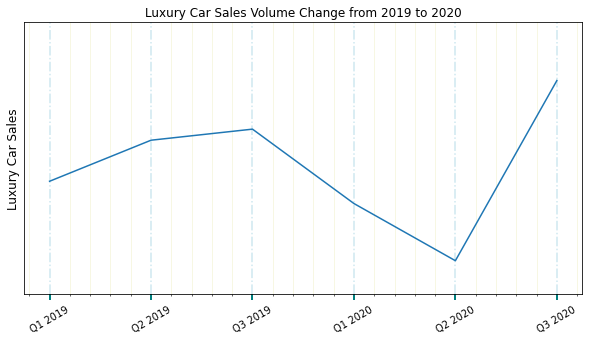 Luxury Car Sales Volume Change from 2019 to 2020
Luxury Car Sales
Q1 2019
Q2 2019
Q3 2019
Q1 2020
Q2 2020
Q3 2020